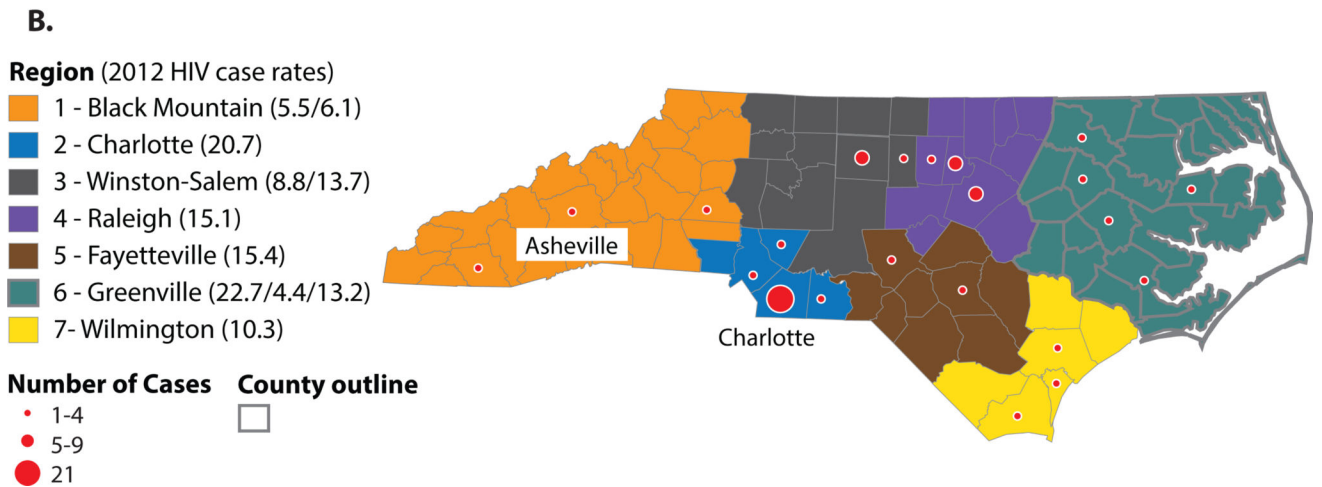 B.
Region (2012 HIV case rates)
1 - Black Mountain (5.5/6.1)
2 - Charlotte (20.7)
3 - Winston-Salem (8.8/13.7)
4 - Raleigh (15.1)
5 - Fayetteville (15.4)
6 - Greenville (22.7/4.4/13.2)
7- Wilmington (10.3)
Number of Cases
1-4
5-9
21
County outline
Asheville
Charlotte